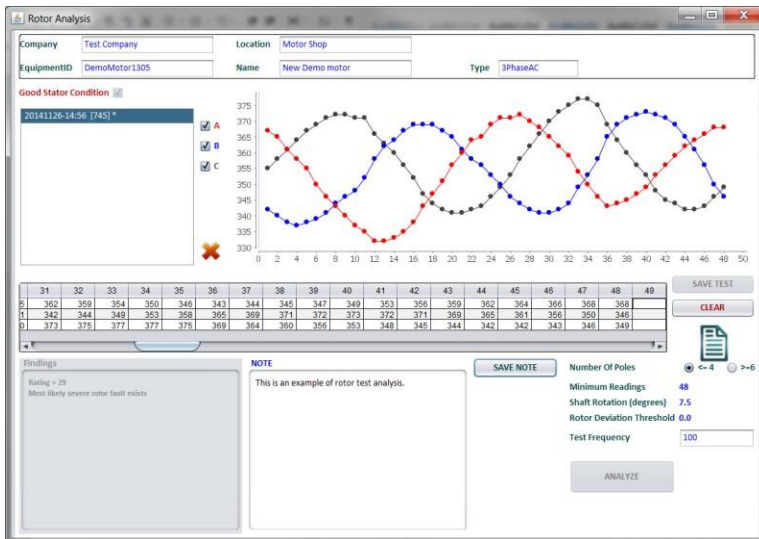 Rotor Analysis
Company Test Company Location Motor Shop
EquipmentID DemoMotor1305 Name New Demo motor Type 3PhaseAC
Good Stator Condition
20141126-14:56 [745] *
A
B
C
375
370
365
360
355
350
345
340
335
330
0 2 4 6 8 10 12 14 16 18 20 22 24 26 28 30 32 34 36 38 40 42 44 46 48 50
31 32 33 34 35 36 37 38 39 40 41 42 43 44 45 46 47 48 49
5 362 359 354 350 346 343 344 345 347 349 353 356 359 362 364 366 368 368
1 342 344 349 353 358 365 369 371 372 373 372 371 369 365 361 356 350 346
0 373 375 377 377 375 369 364 360 356 353 348 345 344 342 342 343 346 349
SAVE TEST
CLEAR
Findings
Rating = 29
Most likely severe rotor fault exists
NOTE
This is an example of rotor test analysis.
SAVE NOTE
Number Of Poles <= 4 >=6
Minimum Readings 48
Shaft Rotation (degrees) 7.5
Rotor Deviation Threshold 0.0
Test Frequency 100
ANALYZE